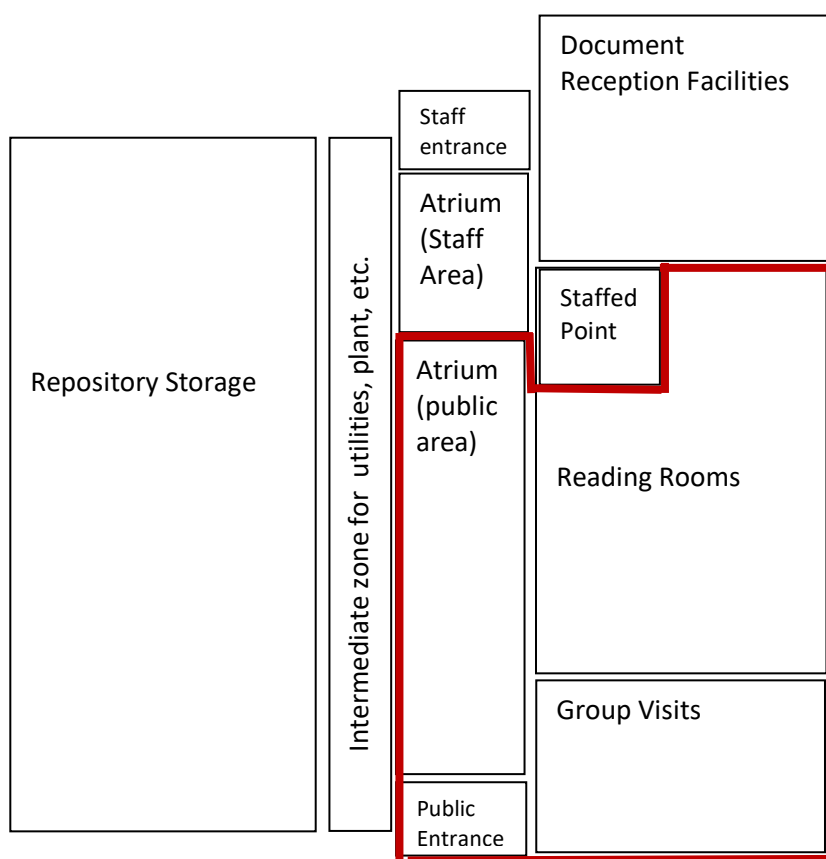 Document
Reception Facilities
Staff
entrance
Atrium
(Staff
Area)
Staffed
Point
Atrium
(public
area)
Repository Storage
Intermediate zone for utilities, plant, etc.
Reading Rooms
Group Visits
Public
Entrance